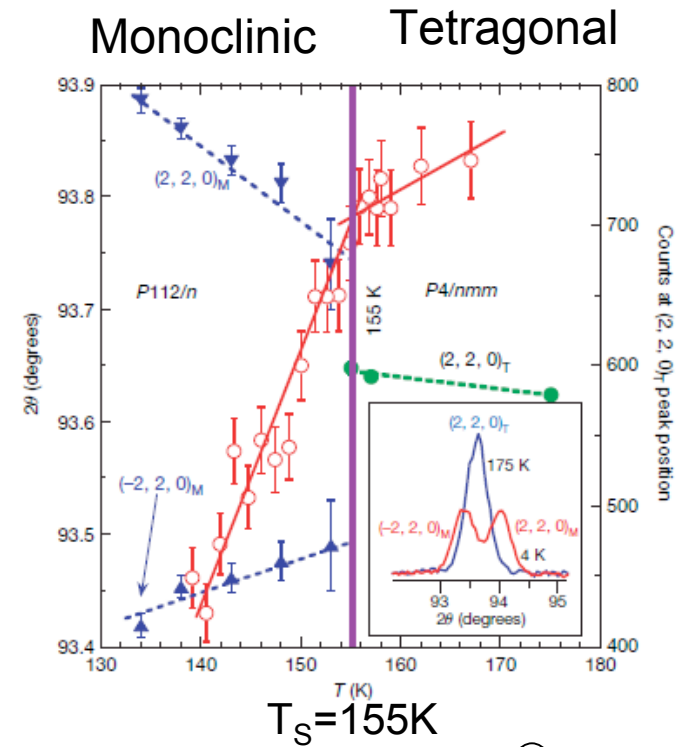 Monoclinic Tetragonal
93.9
93.8
93.7
93.6
93.5
93.4
2θ (degrees)
800
700
600
500
400
Counts at (2, 2, 0)T peak position
(2, 2, 0)M
P112/n
155 K
P4/nmm
(2, 2, 0)T
(−2, 2, 0)M
(2, 2, 0)T
175 K
(−2, 2, 0)M
(2, 2, 0)M
4 K
93 94 95
2θ (degrees)
130 140 150 160 170 180
T (K)
TS=155K